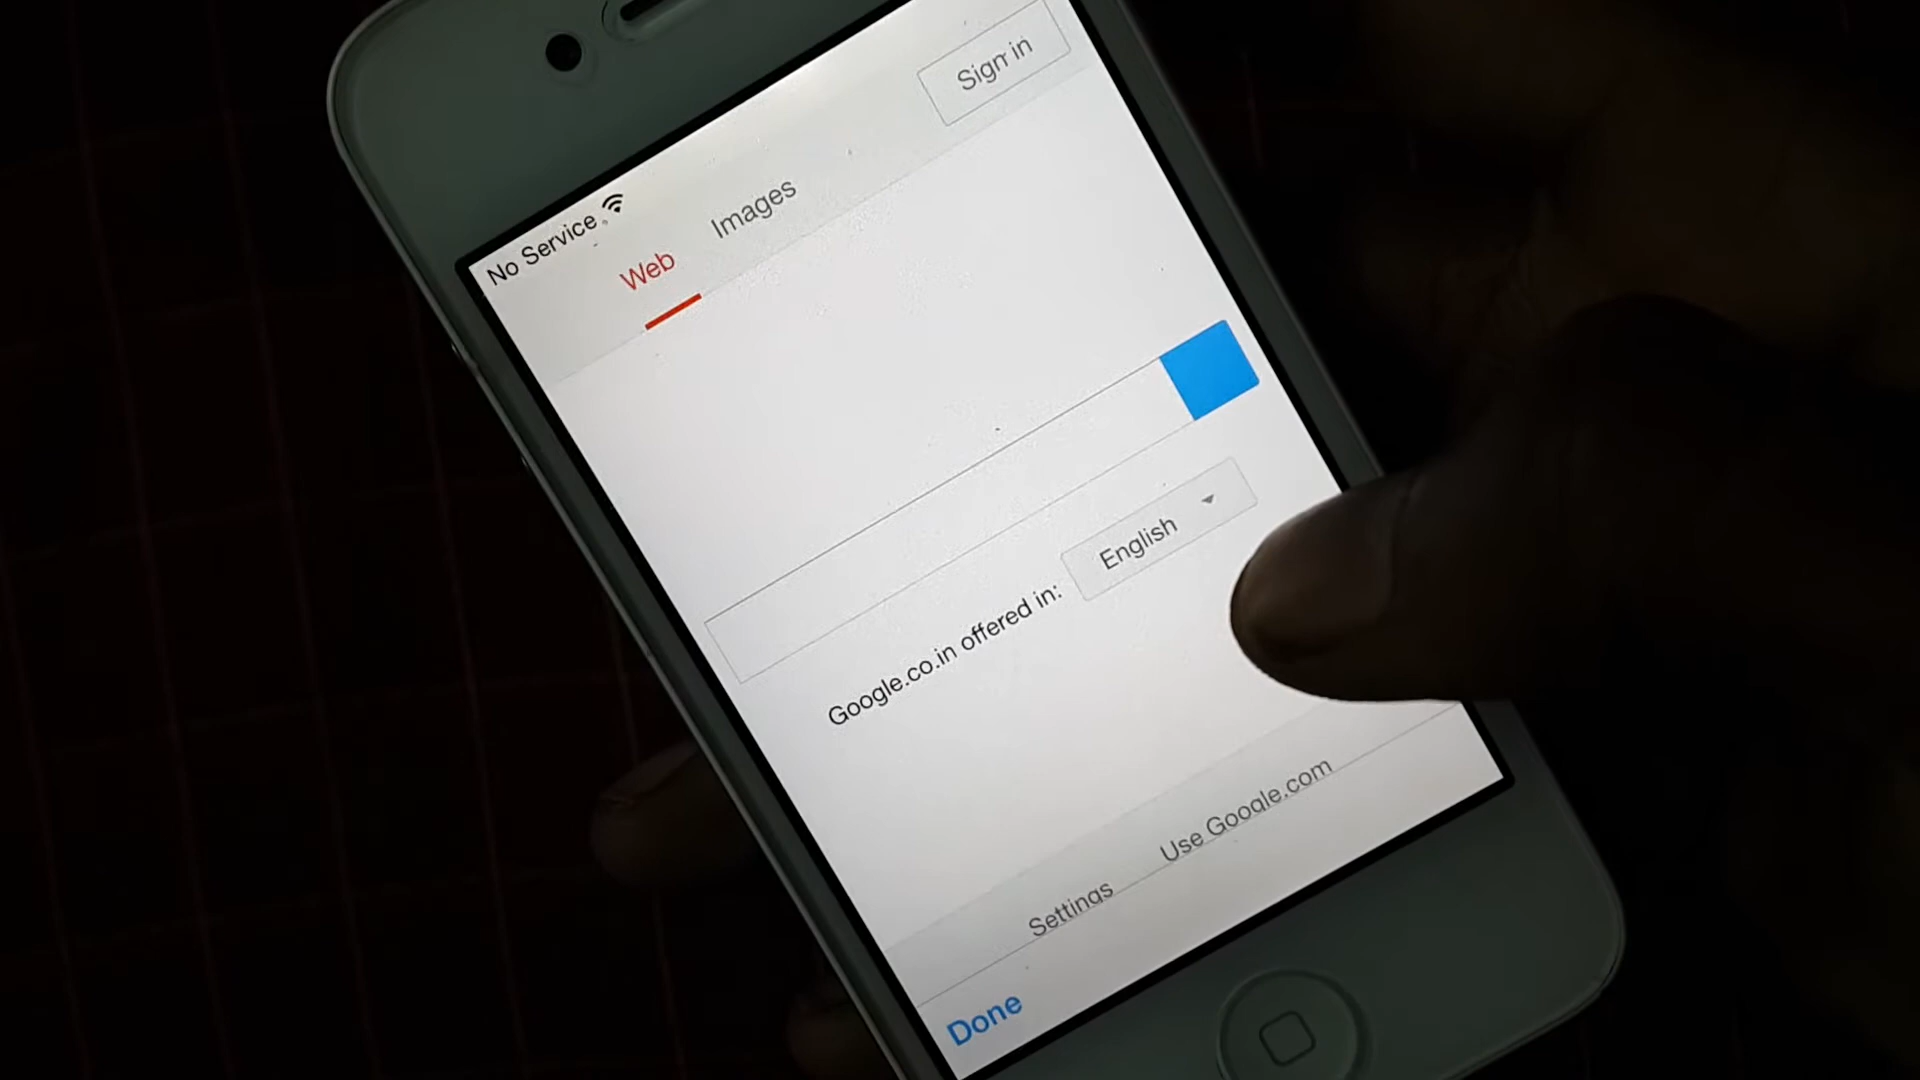 No Service
Sign in
Web Images
Google.co.in offered in: English
Settings Use Google.com
Done